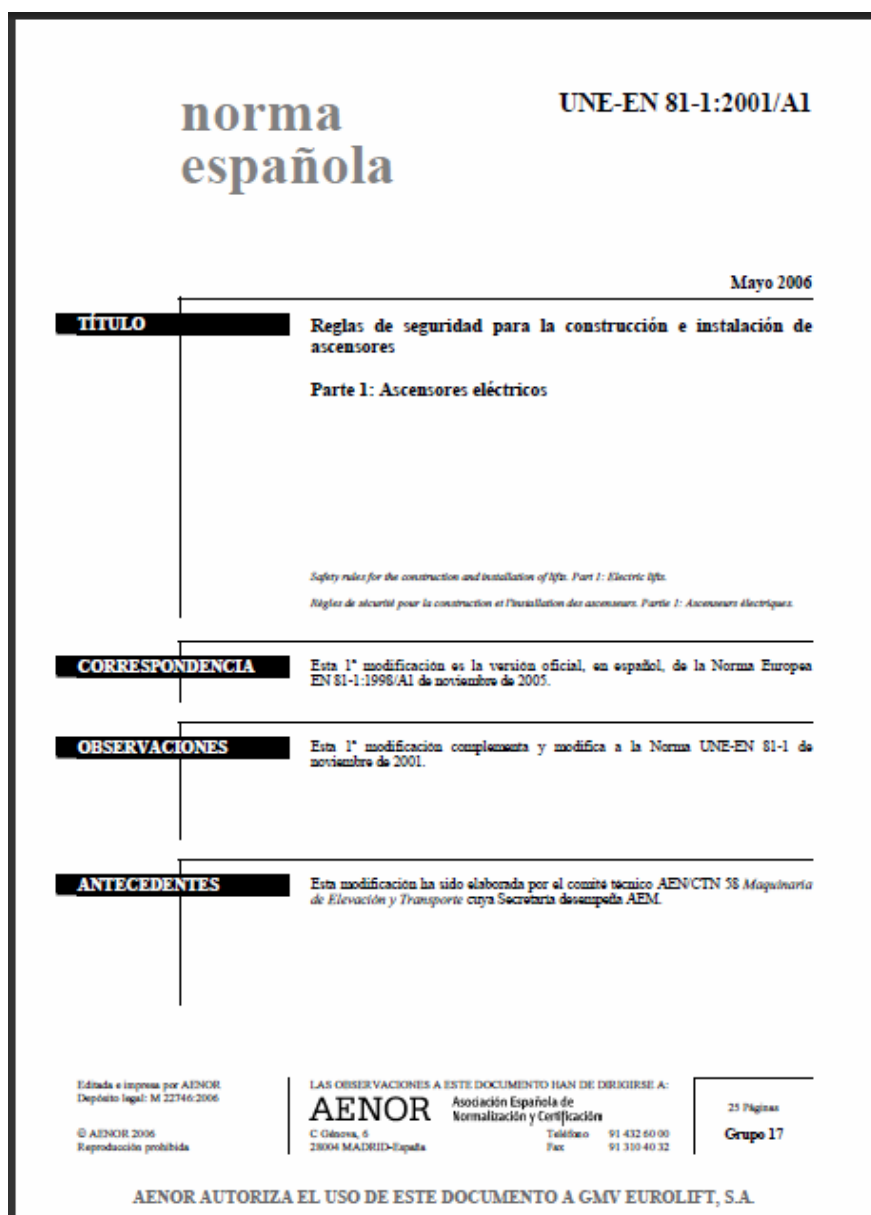 norma
española
UNE-EN 81-1:2001/A1
Mayo 2006
TÍTULO
Reglas de seguridad para la construcción e instalación de
ascensores
Parte 1: Ascensores eléctricos
Safety rules for the construction and installation of lifts. Part 1: Electric lifts.
Règles de sécurité pour la construction et l'installation des ascenseurs. Partie 1: Ascenseurs électriques.
CORRESPONDENCIA
Esta 1ª modificación es la versión oficial, en español, de la Norma Europea
EN 81-1:1998/A1 de noviembre de 2005.
OBSERVACIONES
Esta 1ª modificación complementa y modifica a la Norma UNE-EN 81-1 de
noviembre de 2001.
ANTECEDENTES
Esta modificación ha sido elaborada por el comité técnico AEN/CTN 58 Maquinaria
de Elevación y Transporte cuya Secretaría desempeña AEM.
Editada e impresa por AENOR
Depósito legal: M 22746:2006
© AENOR 2006
Reproducción prohibida
LAS OBSERVACIONES A ESTE DOCUMENTO HAN DE DIRIGIRSE A:
AENOR
Asociación Española de
Normalización y Certificación
C Génova, 6
28004 MADRID-España
Teléfono 91 432 60 00
Fax 91 310 40 32
25 Páginas
Grupo 17
AENOR AUTORIZA EL USO DE ESTE DOCUMENTO A GMV EUROLIFT, S.A.